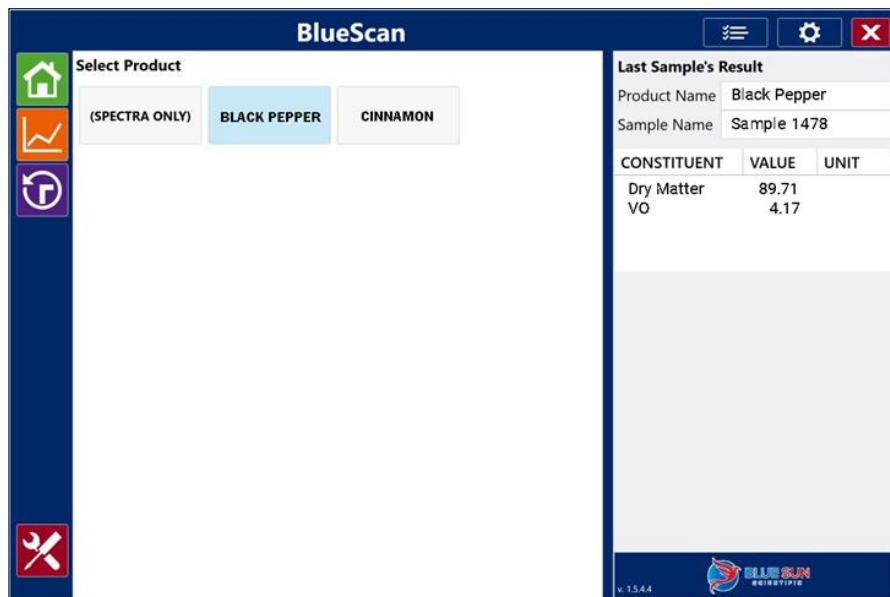 BlueScan
Select Product
(SPECTRA ONLY) BLACK PEPPER CINNAMON
Last Sample's Result
Product Name Black Pepper
Sample Name Sample 1478
CONSTITUENT VALUE UNIT
Dry Matter 89.71
VO 4.17
v. 1.5.4.4
BLUE SUN
SCIENTIFIC